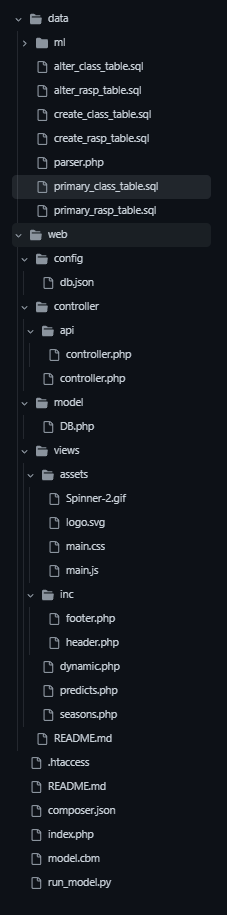 data
ml
alter_class_table.sql
alter_rasp_table.sql
create_class_table.sql
create_rasp_table.sql
parser.php
primary_class_table.sql
primary_rasp_table.sql
web
config
db.json
controller
api
controller.php
controller.php
model
DB.php
views
assets
Spinner-2.gif
logo.svg
main.css
main.js
inc
footer.php
header.php
dynamic.php
predicts.php
seasons.php
README.md
.htaccess
README.md
composer.json
index.php
model.cbm
run_model.py